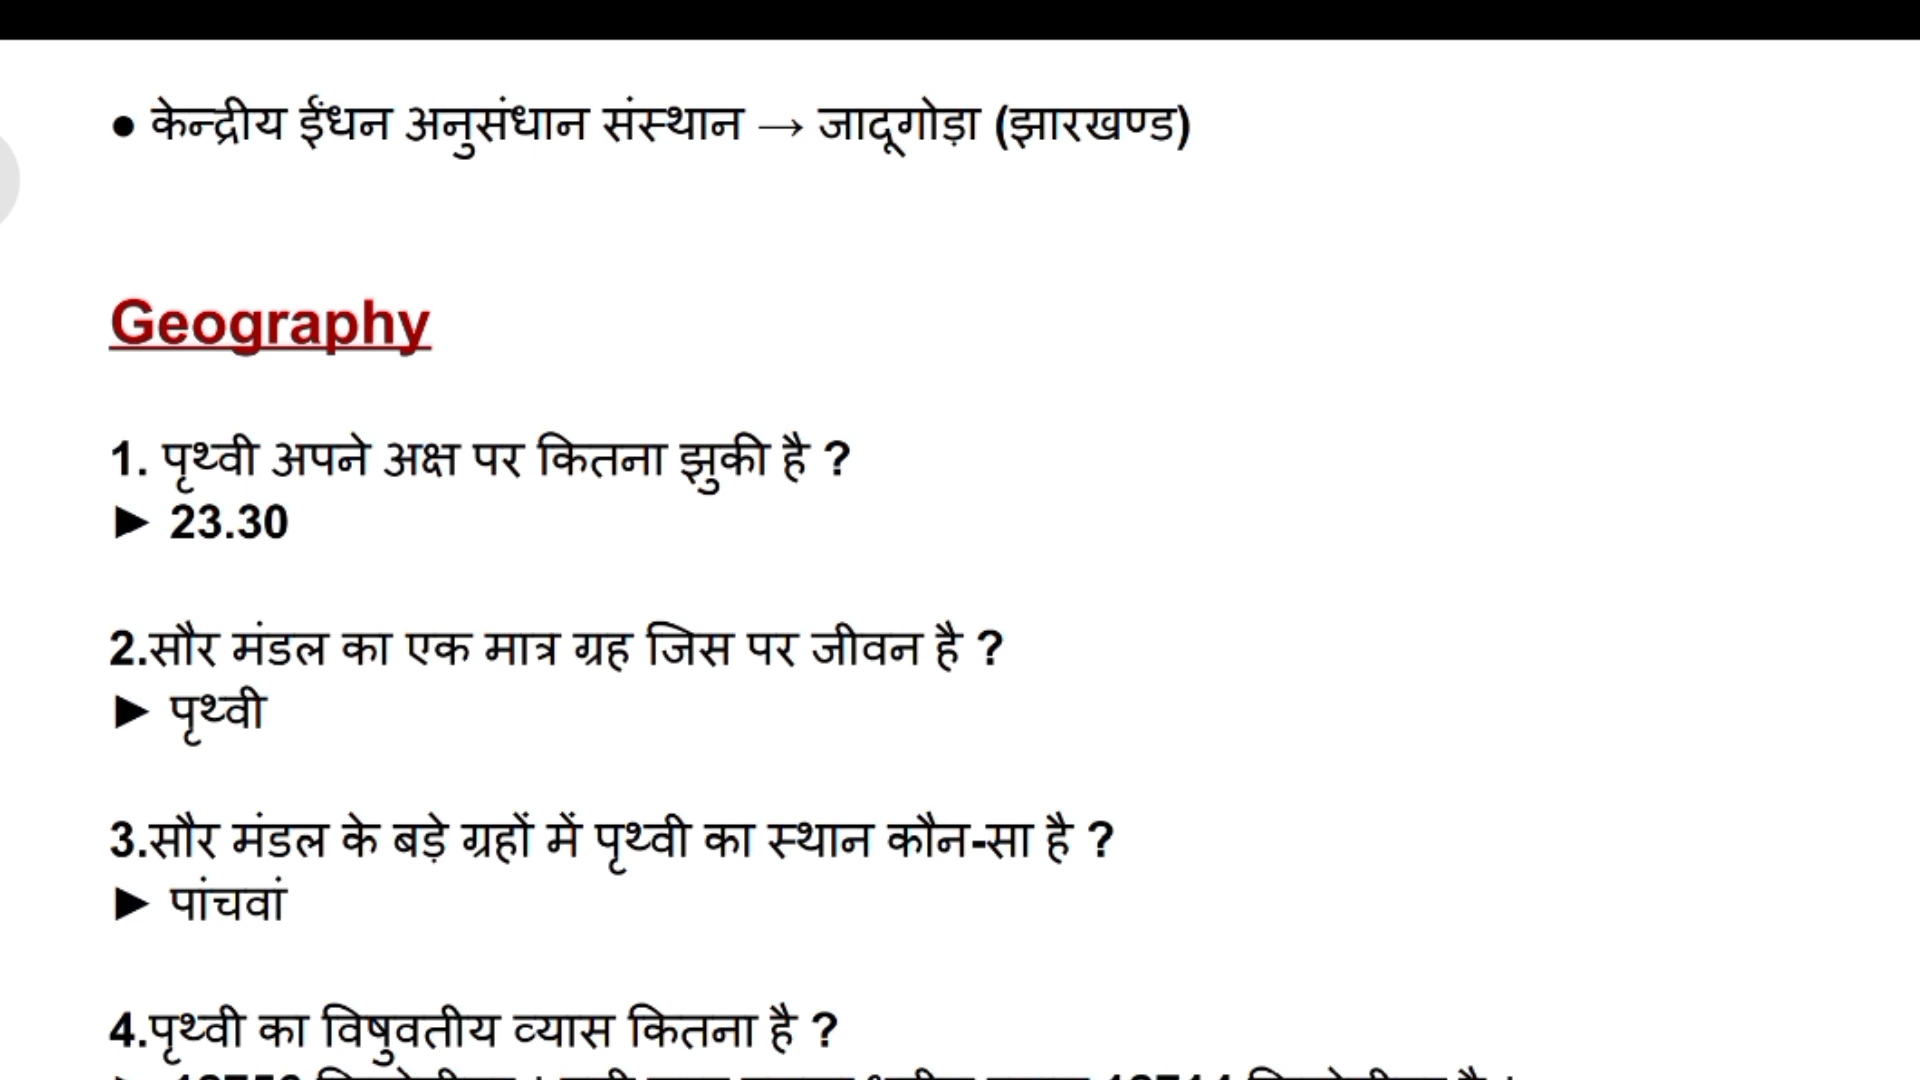 ● केन्द्रीय ईंधन अनुसंधान संस्थान → जादूगोड़ा (झारखण्ड)
Geography
1. पृथ्वी अपने अक्ष पर कितना झुकी है ?
► 23.30
2.सौर मंडल का एक मात्र ग्रह जिस पर जीवन है ?
► पृथ्वी
3.सौर मंडल के बड़े ग्रहों में पृथ्वी का स्थान कौन-सा है ?
► पांचवां
4.पृथ्वी का विषुवतीय व्यास कितना है ?